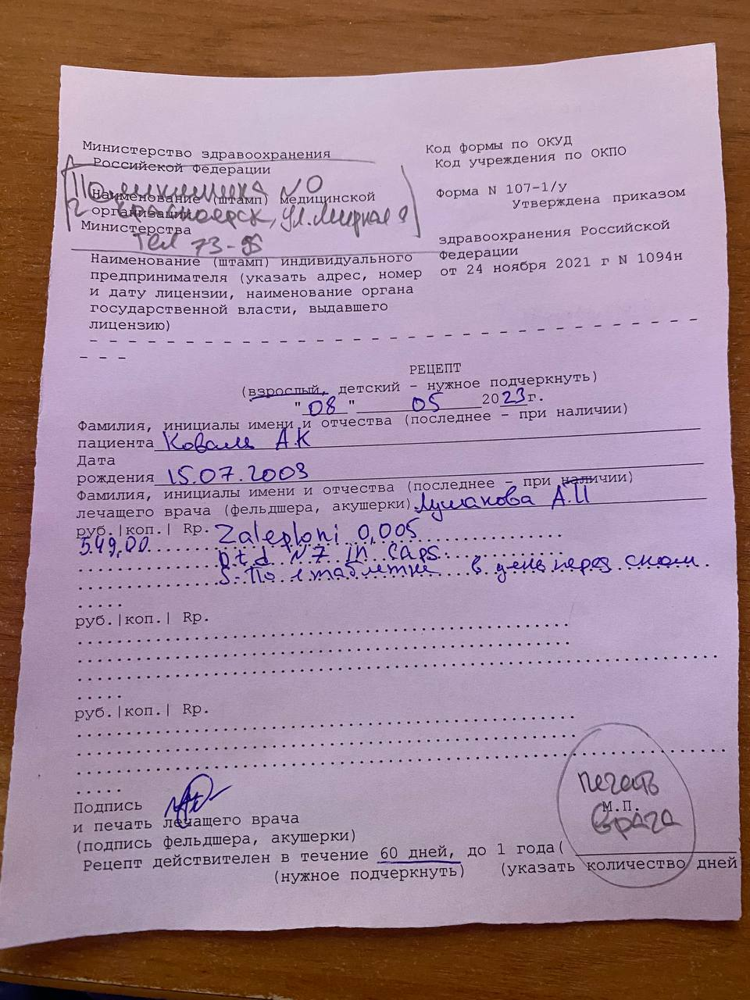 Министерство здравоохранения
Российской Федерации
Код формы по ОКУД
Код учреждения по ОКПО
Поликлиника №0
Наименование (штамп) медицинской
организации
г. Красноярск, ул. Мирная 9
Министерства
Тел 73-
Форма N 107-1/у
Утверждена приказом
здравоохранения Российской
Федерации
от 24 ноября 2021 г N 1094н
Наименование (штамп) индивидуального
предпринимателя (указать адрес, номер
и дату лицензии, наименование органа
государственной власти, выдавшего
лицензию)
- - - - - - - - - - - - - - - - - - - - - - - - - - - - - - - -
- - -
РЕЦЕПТ
(взрослый, детский - нужное подчеркнуть)
"08" 05 2023г.
Фамилия, инициалы имени и отчества (последнее - при наличии)
пациента Коваль А.К
Дата
рождения 15.07.2003
Фамилия, инициалы имени и отчества (последнее - при наличии)
лечащего врача (фельдшера, акушерки) Лушакова А.И
руб.|коп.| Rp. Zaleploni 0,005
549,00 D.t.d. N7 in caps.
S. По 1 таблетке в день перед сном
.....
руб.|коп.| Rp.
.....
руб.|коп.| Rp.
.....
Подпись
и печать лечащего врача
(подпись фельдшера, акушерки)
печать
М.П.
врача
Рецепт действителен в течение 60 дней, до 1 года(
(нужное подчеркнуть) (указать количество дней